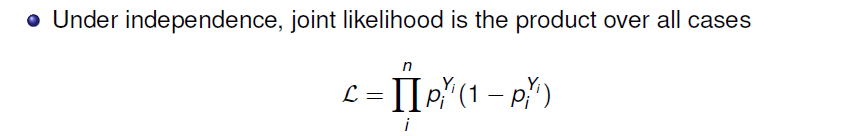 Under independence, joint likelihood is the product over all cases
ℒ = ∏_i^n p_i^{Y_i}(1 − p_i^{Y_i})